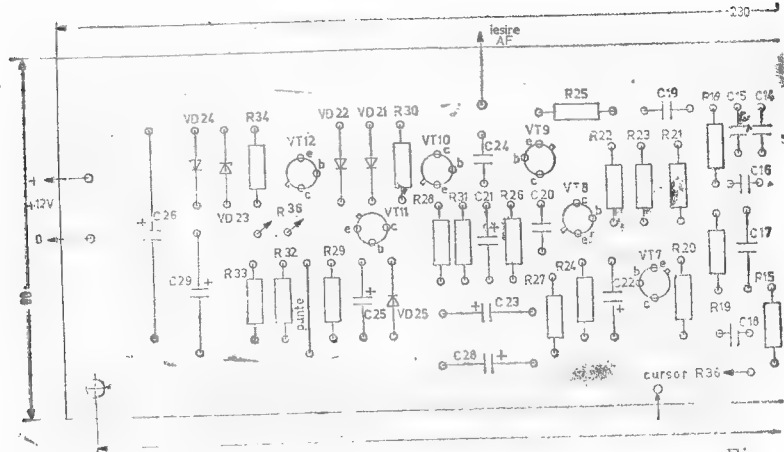 230
iesire
AF
C19
R16
C15
C14
R25
VD24
R34
VD22
VD21
R30
VT12
VT10
VT9
R22
R23
R21
C24
C16
c
b
e
c
b
e
e
b
c
+
12V
0
80
VD23
R36
VT11
R28
R31
C21
R26
C20
VT8
c
b
e
C26
C17
e
c
b
C29
R33
R32
R29
R27
R24
C22
VT7
R20
b
e
c
R19
R15
punte
C25
VD25
C23
C18
C28
cursor R36